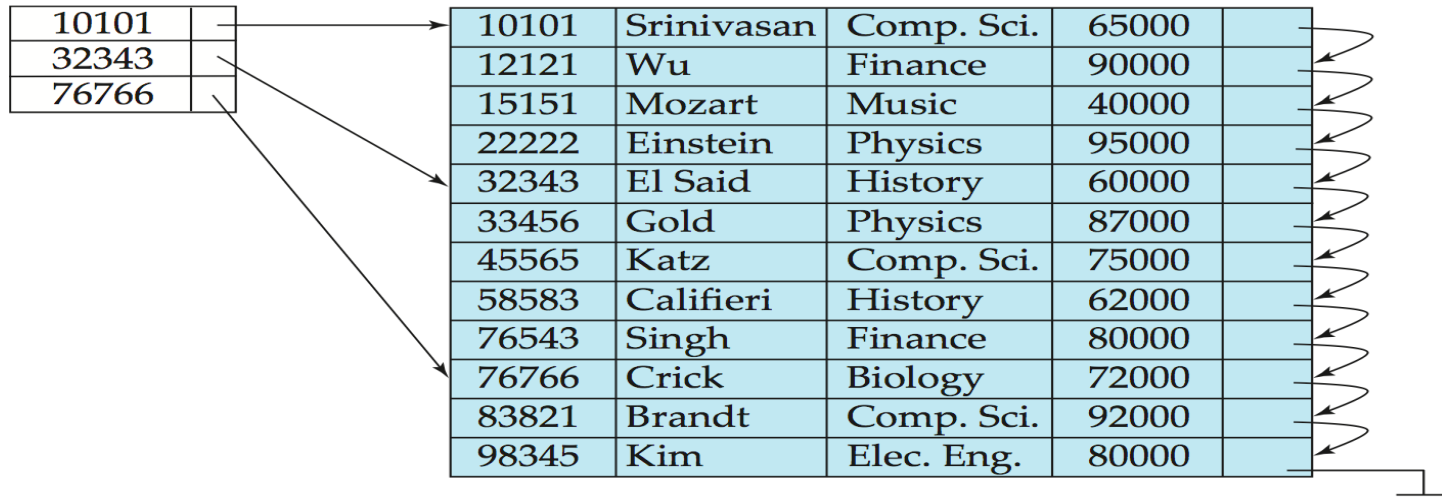 10101
32343
76766
10101 Srinivasan Comp. Sci. 65000
12121 Wu Finance 90000
15151 Mozart Music 40000
22222 Einstein Physics 95000
32343 El Said History 60000
33456 Gold Physics 87000
45565 Katz Comp. Sci. 75000
58583 Califieri History 62000
76543 Singh Finance 80000
76766 Crick Biology 72000
83821 Brandt Comp. Sci. 92000
98345 Kim Elec. Eng. 80000